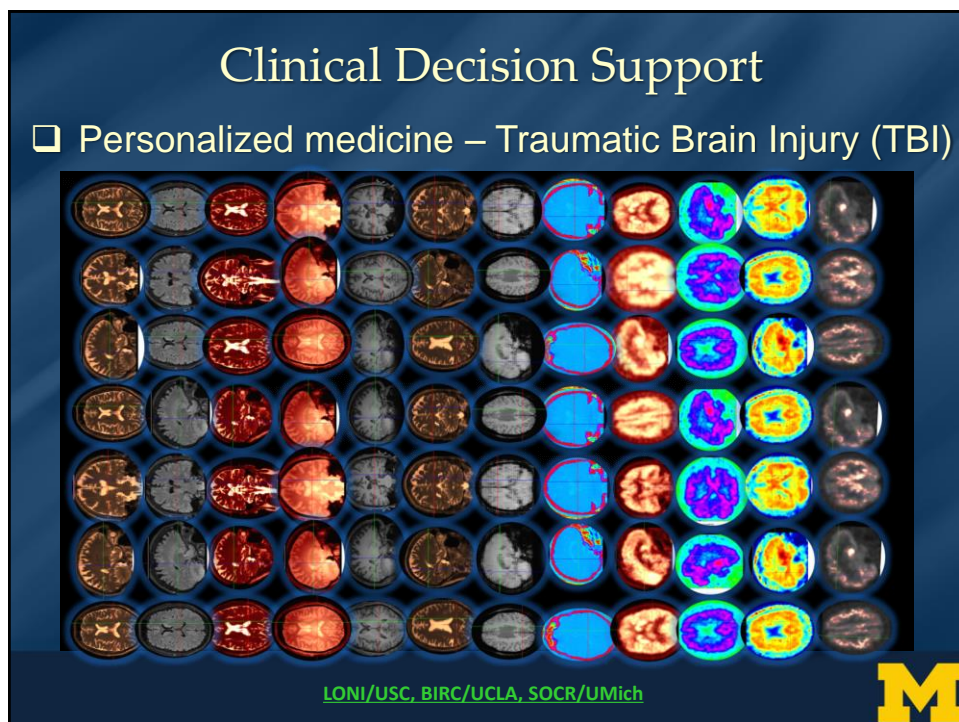 Clinical Decision Support
❑ Personalized medicine – Traumatic Brain Injury (TBI)
LONI/USC, BIRC/UCLA, SOCR/UMich
M